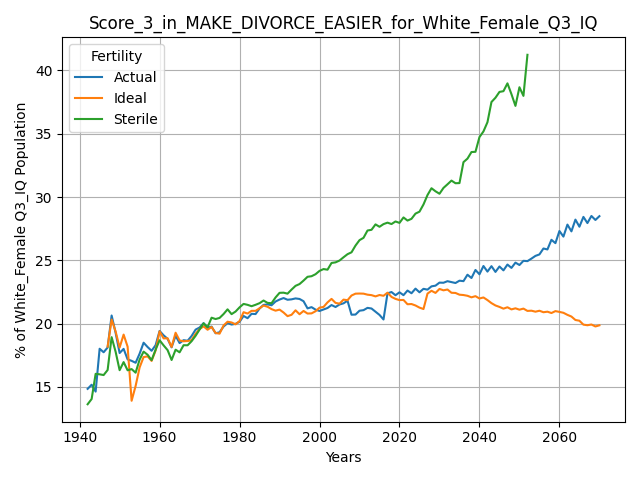 Score_3_in_MAKE_DIVORCE_EASIER_for_White_Female_Q3_IQ
Fertility
Actual
Ideal
Sterile
% of White_Female Q3_IQ Population
40
35
30
25
20
15
1940 1960 1980 2000 2020 2040 2060
Years